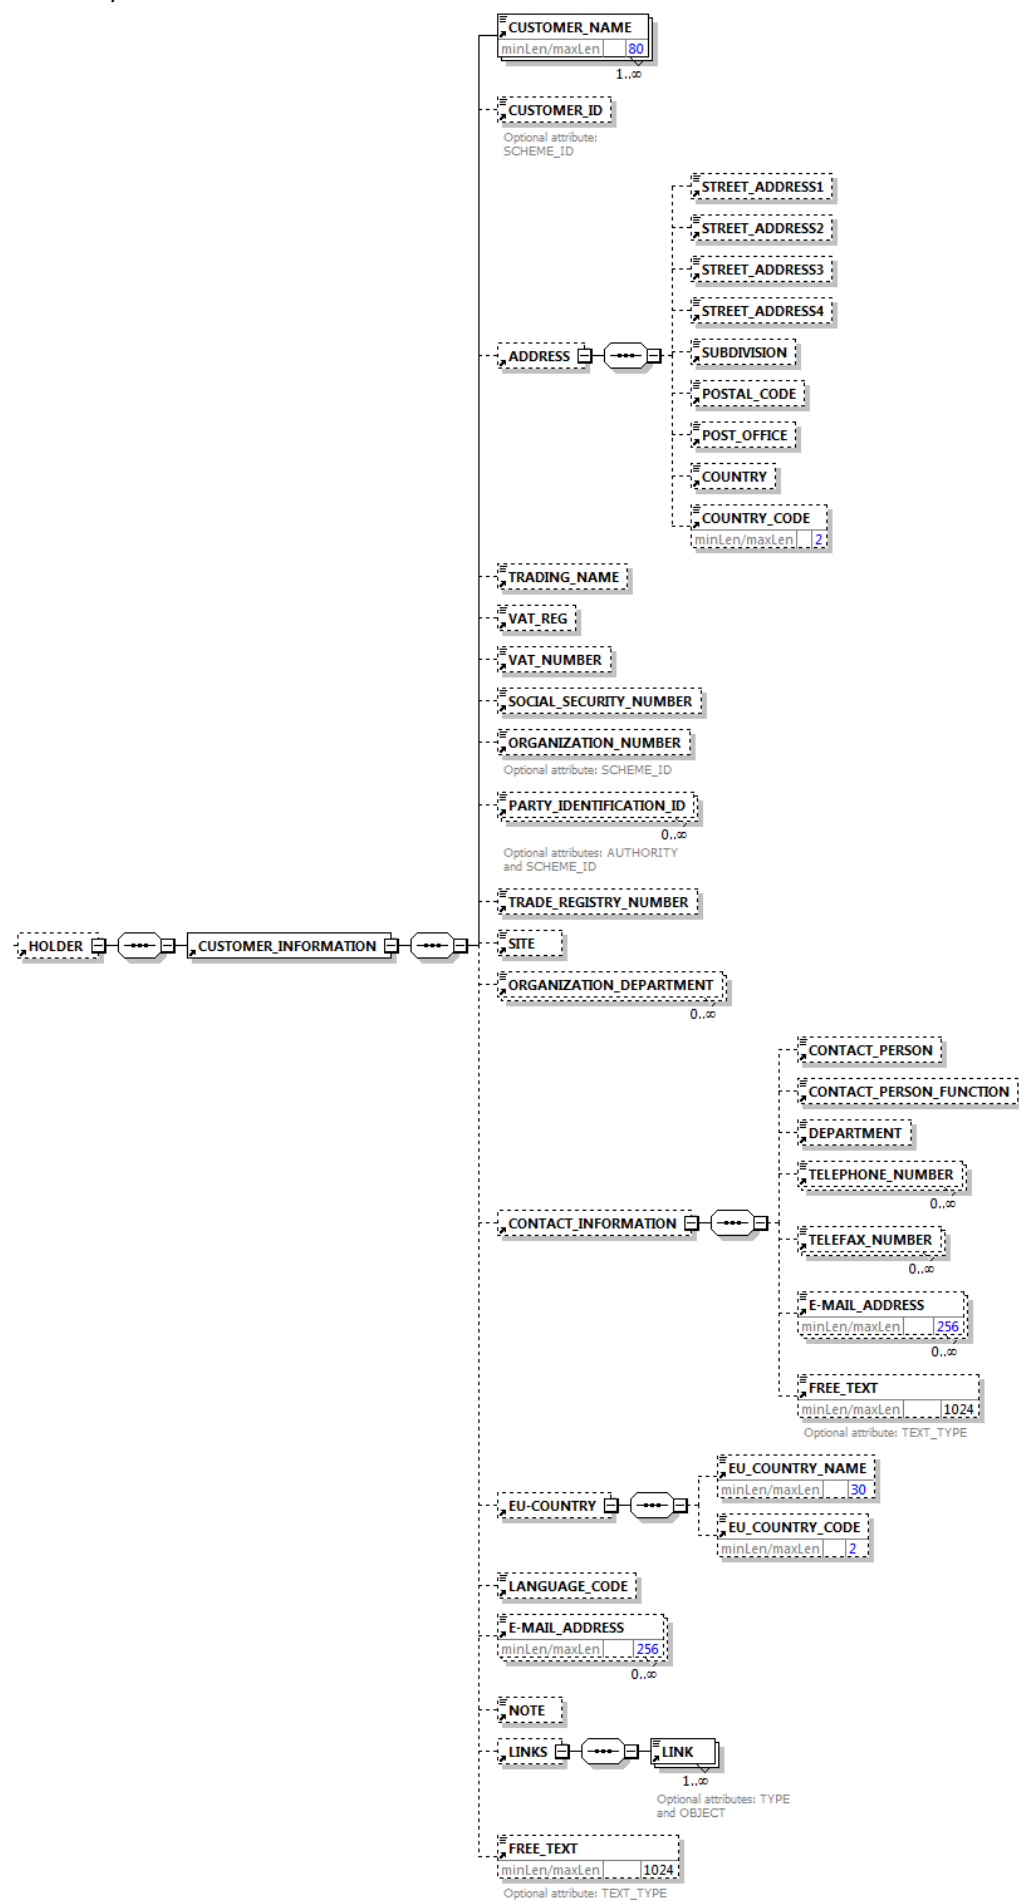 CUSTOMER_NAME
minLen/maxLen 80
1..∞
CUSTOMER_ID
Optional attribute:
SCHEME_ID
STREET_ADDRESS1
STREET_ADDRESS2
STREET_ADDRESS3
STREET_ADDRESS4
ADDRESS
SUBDIVISION
POSTAL_CODE
POST_OFFICE
COUNTRY
COUNTRY_CODE
minLen/maxLen 2
TRADING_NAME
VAT_REG
VAT_NUMBER
SOCIAL_SECURITY_NUMBER
ORGANIZATION_NUMBER
Optional attribute: SCHEME_ID
PARTY_IDENTIFICATION_ID
0..∞
Optional attributes: AUTHORITY
and SCHEME_ID
TRADE_REGISTRY_NUMBER
HOLDER
CUSTOMER_INFORMATION
SITE
ORGANIZATION_DEPARTMENT
0..∞
CONTACT_PERSON
CONTACT_PERSON_FUNCTION
DEPARTMENT
TELEPHONE_NUMBER
0..∞
CONTACT_INFORMATION
TELEFAX_NUMBER
0..∞
E-MAIL_ADDRESS
minLen/maxLen 256
0..∞
FREE_TEXT
minLen/maxLen 1024
Optional attribute: TEXT_TYPE
EU_COUNTRY_NAME
minLen/maxLen 30
EU-COUNTRY
EU_COUNTRY_CODE
minLen/maxLen 2
LANGUAGE_CODE
E-MAIL_ADDRESS
minLen/maxLen 256
0..∞
NOTE
LINKS
LINK
1..∞
Optional attributes: TYPE
and OBJECT
FREE_TEXT
minLen/maxLen 1024
Optional attribute: TEXT_TYPE